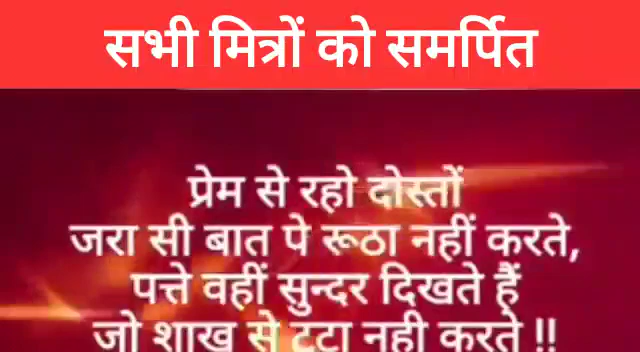 सभी मित्रों को समर्पित
प्रेम से रहो दोस्तों
जरा सी बात पे रूठा नहीं करते,
पत्ते वहीं सुन्दर दिखते हैं
जो शाख से टूटा नही करते !!